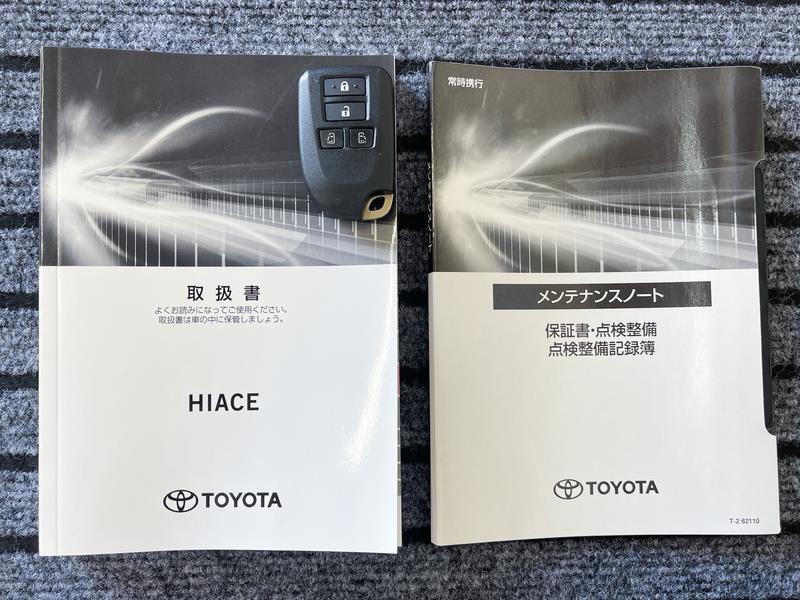 取扱書
よくお読みになってご使用ください。
取扱書は車の中に保管しましょう。
HIACE
TOYOTA
常時携行
メンテナンスノート
保証書・点検整備
点検整備記録簿
TOYOTA
T-2 62110